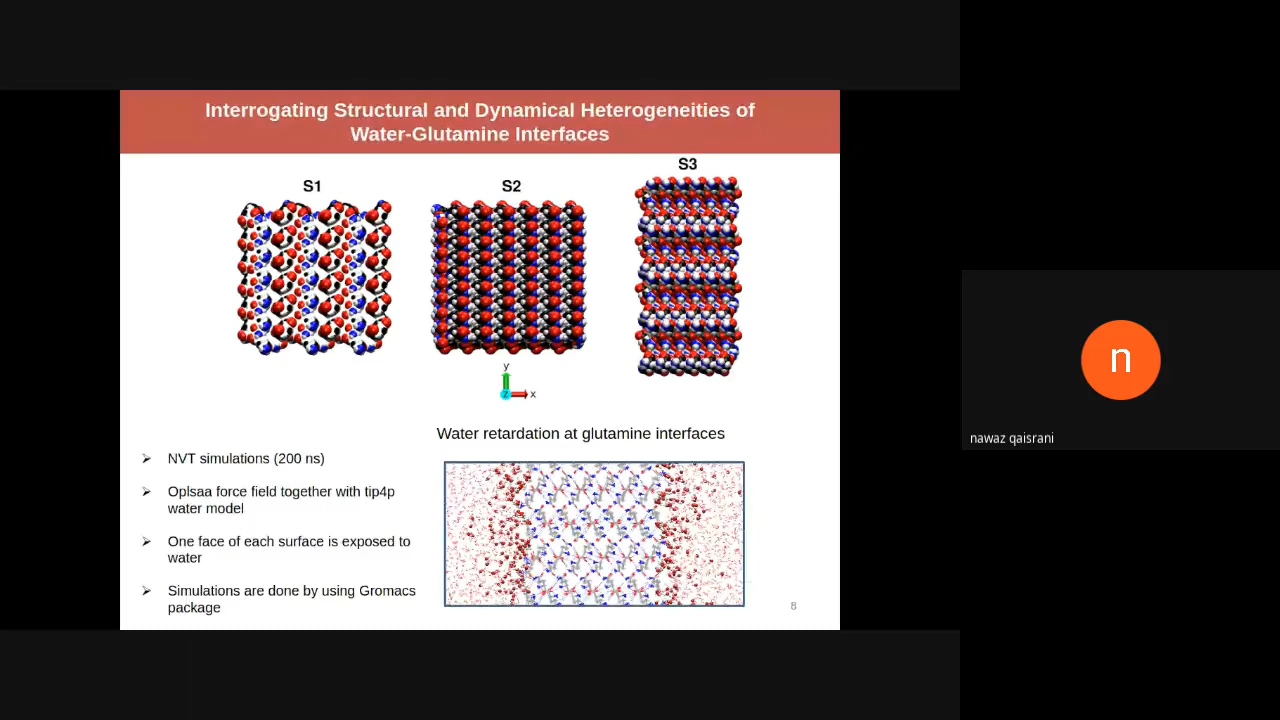 Interrogating Structural and Dynamical Heterogeneities of
Water-Glutamine Interfaces
S1
S2
S3
y
z
x
Water retardation at glutamine interfaces
NVT simulations (200 ns)
Oplsaa force field together with tip4p
water model
One face of each surface is exposed to
water
Simulations are done by using Gromacs
package
8
n
nawaz qaisrani